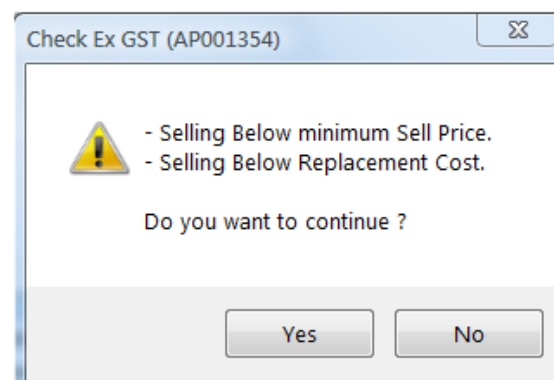 Check Ex GST (AP001354)
- Selling Below minimum Sell Price.
- Selling Below Replacement Cost.
Do you want to continue ?
Yes No